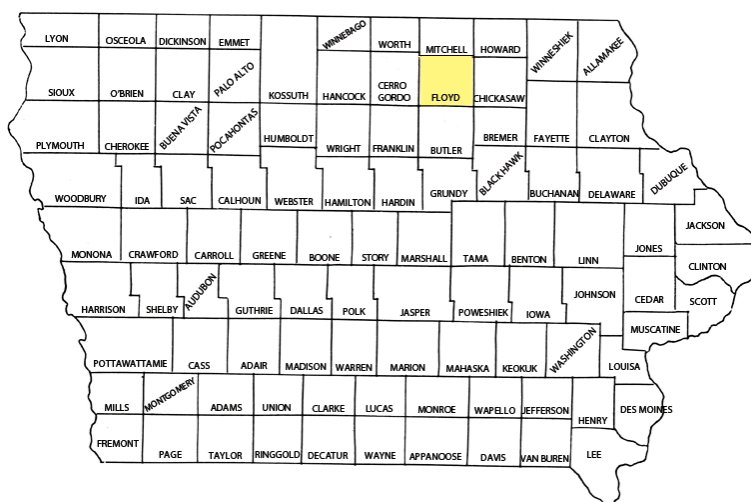 LYON OSCEOLA DICKINSON EMMET WINNEBAGO WORTH MITCHELL HOWARD WINNESHIEK ALLAMAKEE
SIOUX O'BRIEN CLAY PALO ALTO KOSSUTH HANCOCK CERRO GORDO FLOYD CHICKASAW
PLYMOUTH CHEROKEE BUENA VISTA POCAHONTAS HUMBOLDT WRIGHT FRANKLIN BUTLER BREMER FAYETTE CLAYTON
WOODBURY IDA SAC CALHOUN WEBSTER HAMILTON HARDIN GRUNDY BLACK HAWK BUCHANAN DELAWARE DUBUQUE
MONONA CRAWFORD CARROLL GREENE BOONE STORY MARSHALL TAMA BENTON LINN JONES JACKSON
HARRISON SHELBY AUDUBON GUTHRIE DALLAS POLK JASPER POWESHIEK IOWA JOHNSON CEDAR CLINTON SCOTT
POTTAWATTAMIE CASS ADAIR MADISON WARREN MARION MAHASKA KEOKUK WASHINGTON MUSCATINE LOUISA
MILLS MONTGOMERY ADAMS UNION CLARKE LUCAS MONROE WAPELLO JEFFERSON HENRY DES MOINES
FREMONT PAGE TAYLOR RINGGOLD DECATUR WAYNE APPANOOSE DAVIS VAN BUREN LEE